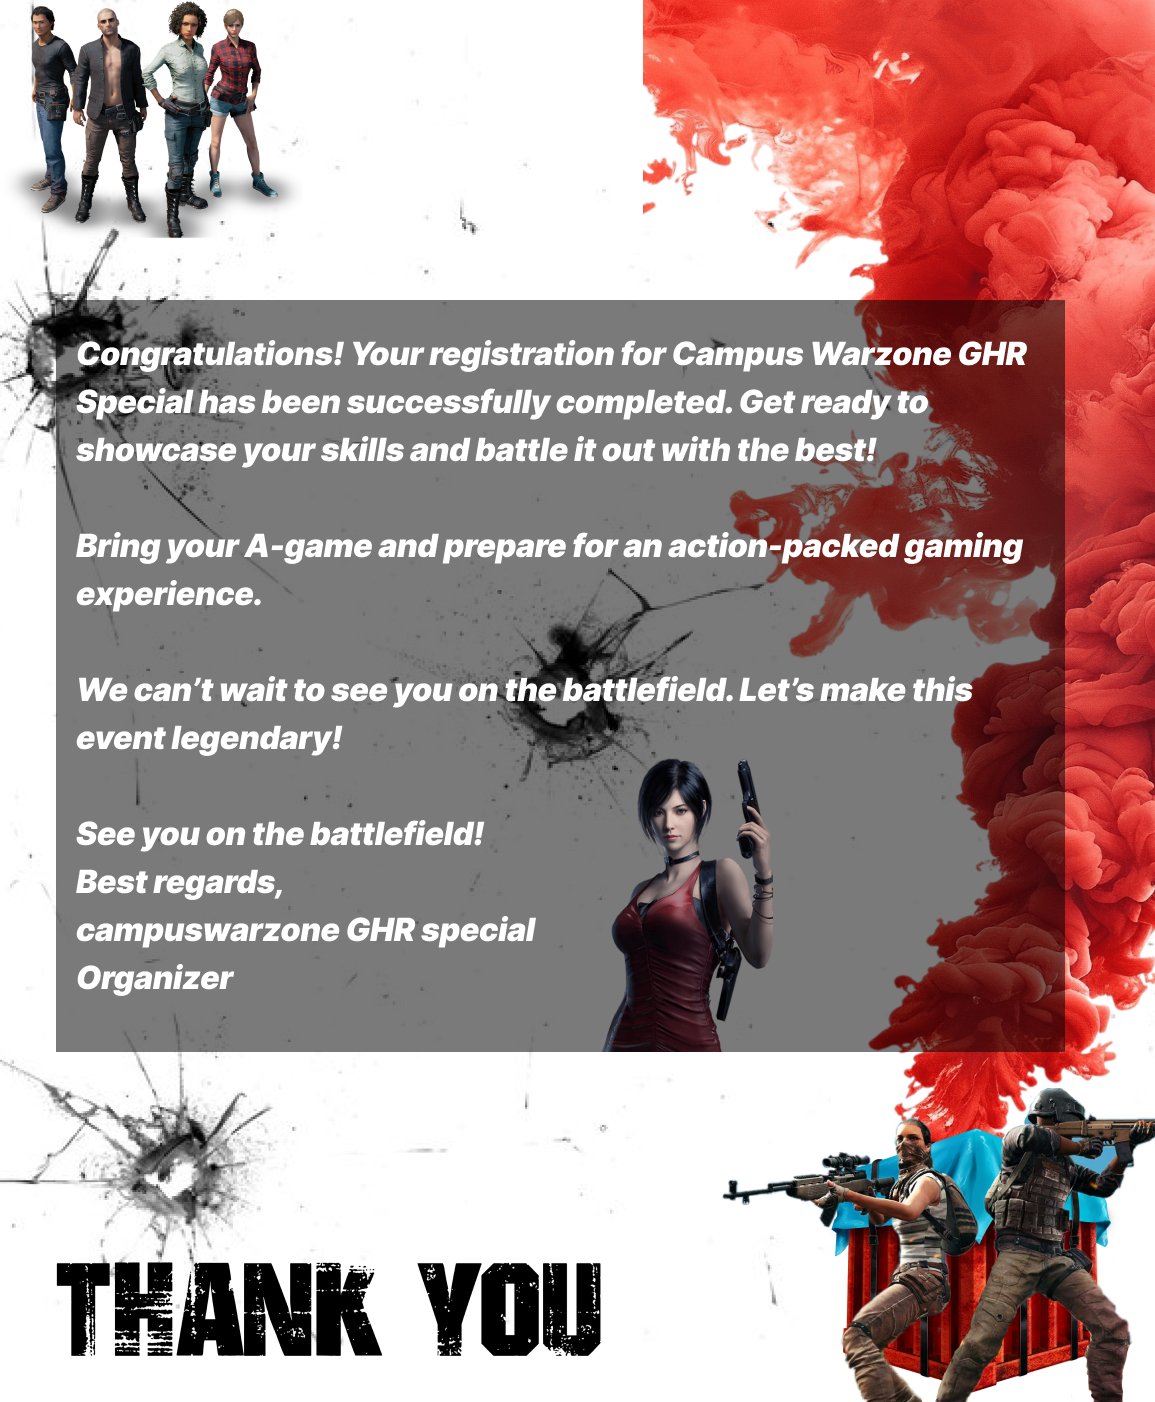 Congratulations! Your registration for Campus Warzone GHR
Special has been successfully completed. Get ready to
showcase your skills and battle it out with the best!
Bring your A-game and prepare for an action-packed gaming
experience.
We can’t wait to see you on the battlefield. Let’s make this
event legendary!
See you on the battlefield!
Best regards,
campuswarzone GHR special
Organizer
THANK YOU